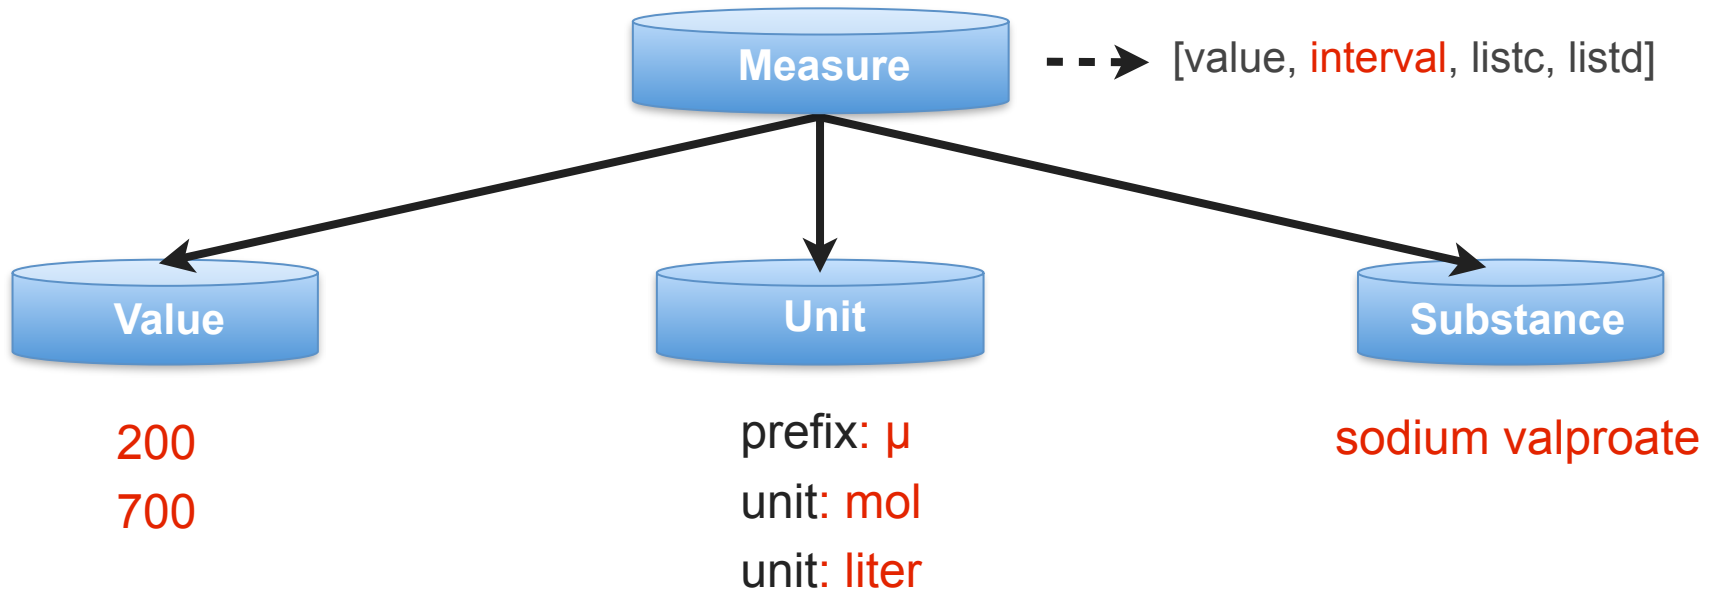 Measure
[value, interval, listc, listd]
Value
Unit
Substance
200
700
prefix: μ
unit: mol
unit: liter
sodium valproate